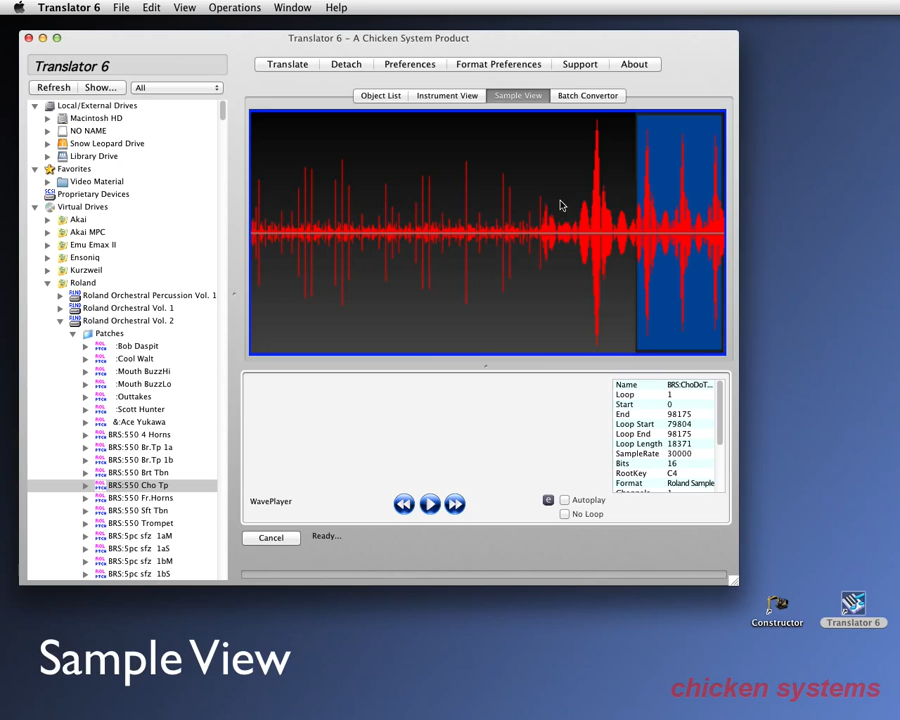 Translator 6 File Edit View Operations Window Help
Translator 6 – A Chicken System Product
Translator 6
Translate Detach Preferences Format Preferences Support About
Refresh Show... All
Object List Instrument View Sample View Batch Convertor
Local/External Drives
Macintosh HD
NO NAME
Snow Leopard Drive
Library Drive
Favorites
Video Material
Proprietary Devices
Virtual Drives
Akai
Akai MPC
Emu Emax II
Ensoniq
Kurzweil
Roland
Roland Orchestral Percussion Vol. 1
Roland Orchestral Vol. 1
Roland Orchestral Vol. 2
Patches
:Bob Daspit
:Cool Walt
:Mouth BuzzHi
:Mouth BuzzLo
:Outtakes
:Scott Hunter
&:Ace Yukawa
BRS:550 4 Horns
BRS:550 Br.Tp 1a
BRS:550 Br.Tp 1b
BRS:550 Brt Tbn
BRS:550 Cho Tp
BRS:550 Fr.Horns
BRS:550 Sft Tbn
BRS:550 Trompet
BRS:5pc sfz 1aM
BRS:5pc sfz 1aS
BRS:5pc sfz 1bM
BRS:5pc sfz 1bS
Name BRS:ChoDoT...
Loop 1
Start 0
End 98175
Loop Start 79804
Loop End 98175
Loop Length 18371
SampleRate 30000
Bits 16
RootKey C4
Format Roland Sample
WavePlayer
e Autoplay
No Loop
Cancel Ready...
Constructor Translator 6
Sample View
chicken systems